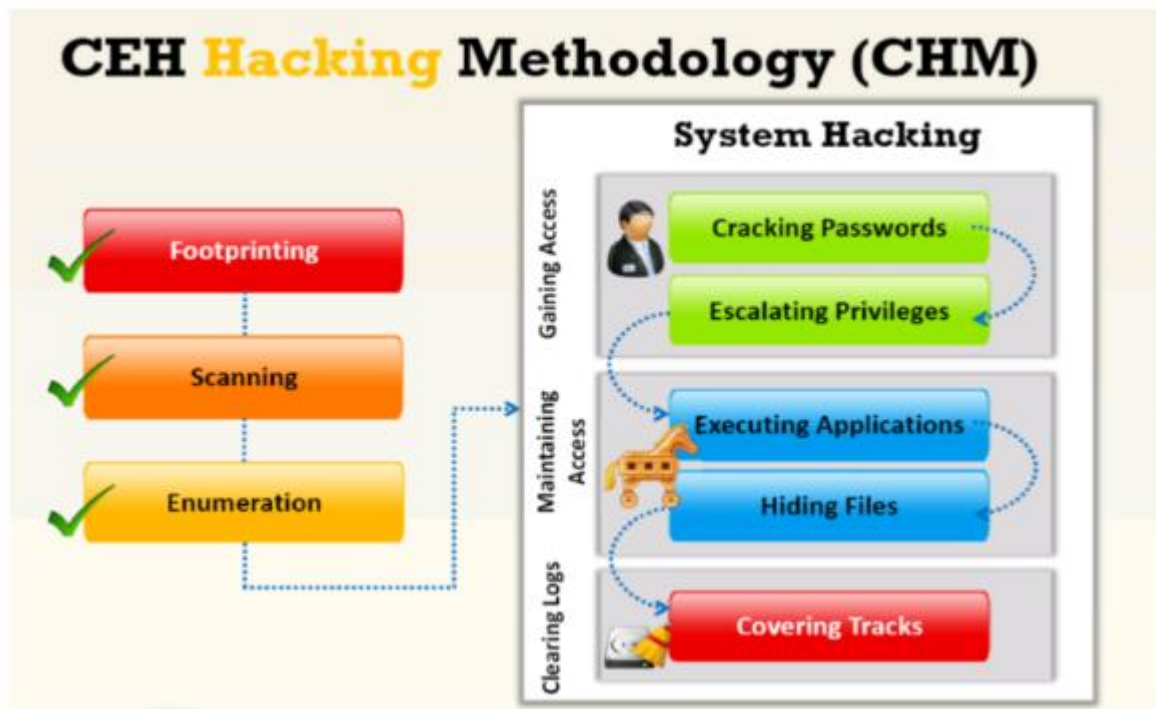 CEH Hacking Methodology (CHM)
Footprinting
Scanning
Enumeration
System Hacking
Gaining Access
Cracking Passwords
Escalating Privileges
Maintaining
Access
Executing Applications
Hiding Files
Clearing Logs
Covering Tracks